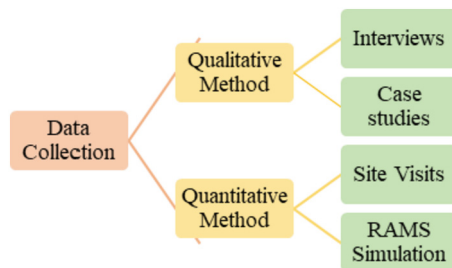 Data
Collection
Qualitative
Method
Interviews
Case
studies
Quantitative
Method
Site Visits
RAMS
Simulation